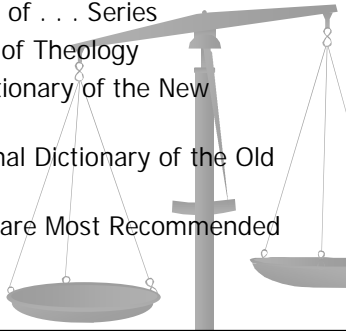 of . . . Series
of Theology
tionary of the New
nal Dictionary of the Old
are Most Recommended